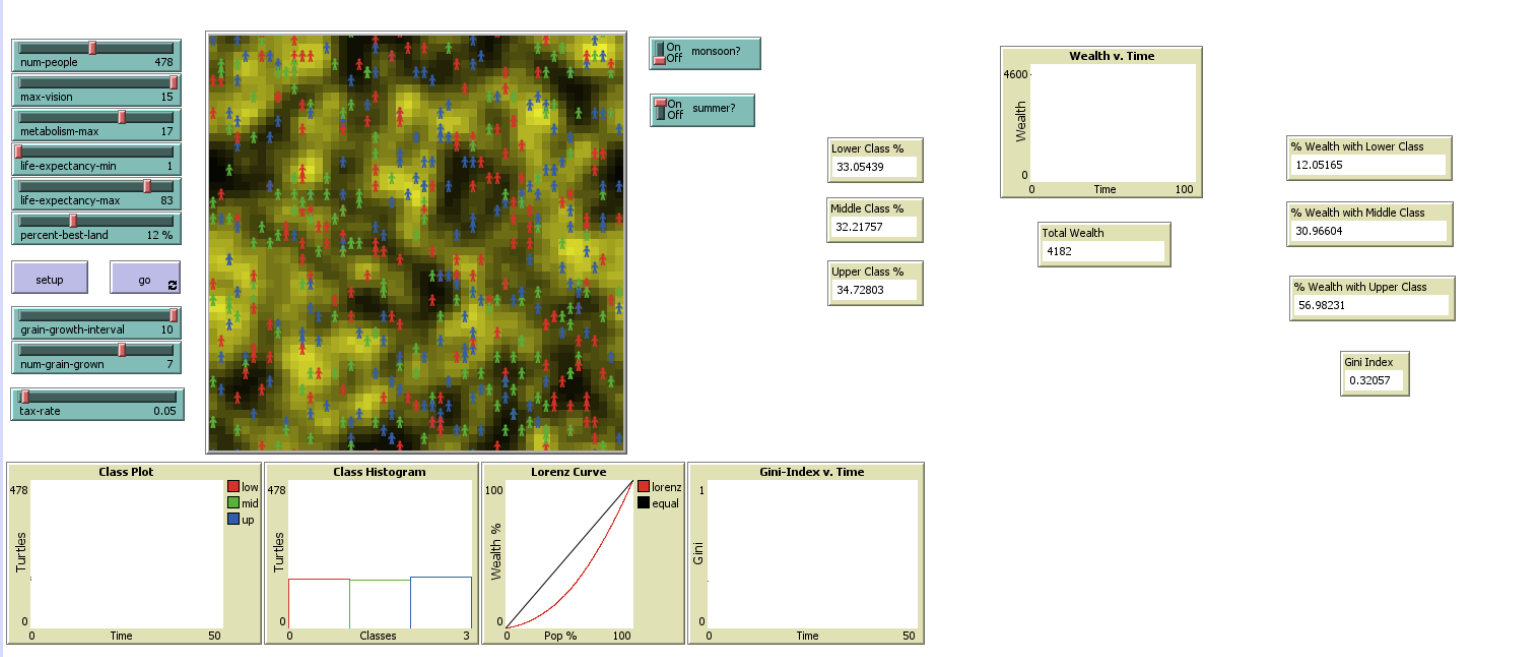 num-people 478
max-vision 15
metabolism-max 17
life-expectancy-min 1
life-expectancy-max 83
percent-best-land 12 %
setup
go
grain-growth-interval 10
num-grain-grown 7
tax-rate 0.05
On
Off
monsoon?
On
Off
summer?
Lower Class %
33.05439
Middle Class %
32.21757
Upper Class %
34.72803
Wealth v. Time
4600
Wealth
0
0 Time 100
Total Wealth
4182
% Wealth with Lower Class
12.05165
% Wealth with Middle Class
30.96604
% Wealth with Upper Class
56.98231
Gini Index
0.32057
Class Plot
478
Turtles
0
0 Time 50
low
mid
up
Class Histogram
478
Turtles
0
0 Classes 3
Lorenz Curve
100
Wealth %
0
0 Pop % 100
lorenz
equal
Gini-Index v. Time
1
Gini
0
0 Time 50